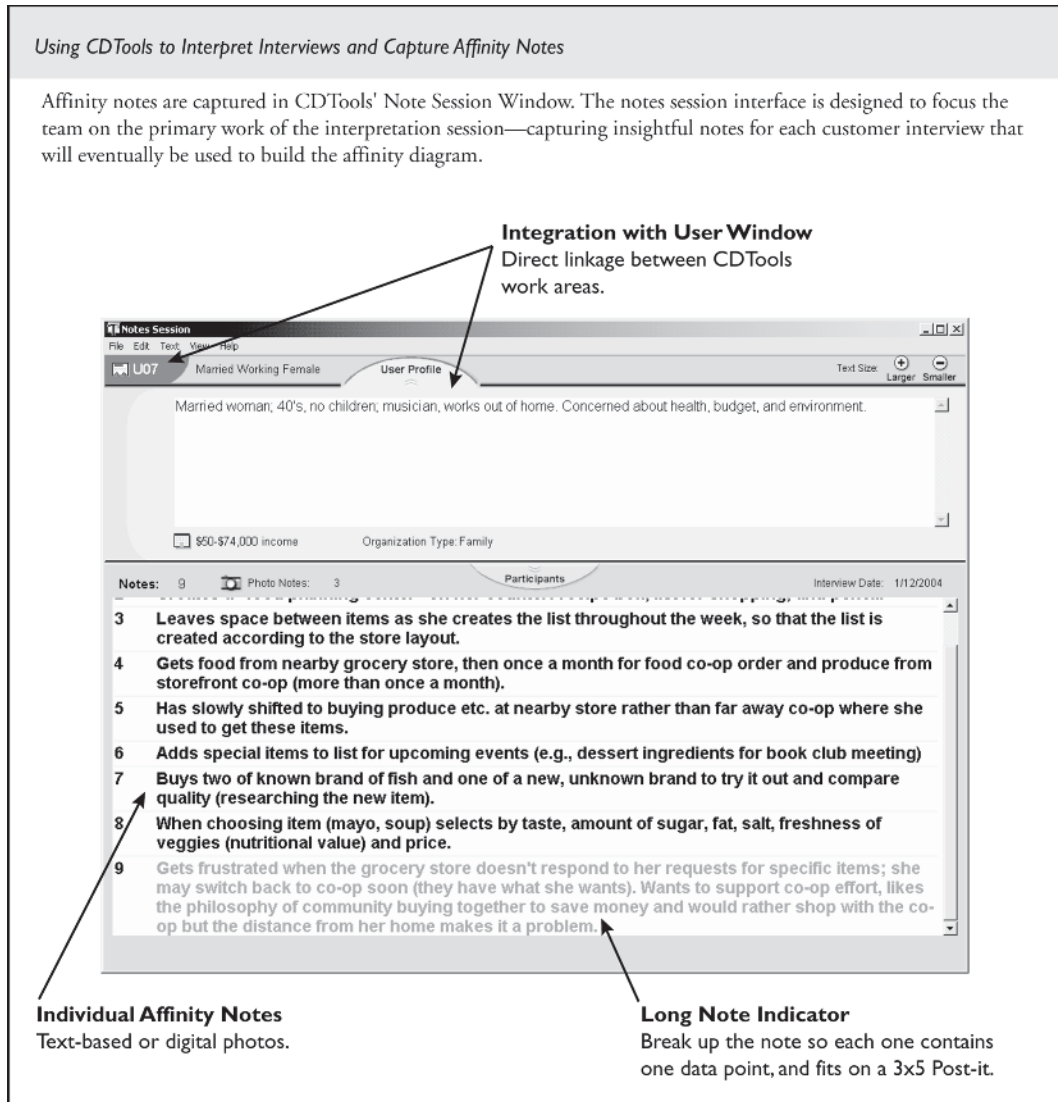 Using CDTools to Interpret Interviews and Capture Affinity Notes
Affinity notes are captured in CDTools' Note Session Window. The notes session interface is designed to focus the
team on the primary work of the interpretation session—capturing insightful notes for each customer interview that
will eventually be used to build the affinity diagram.
Integration with User Window
Direct linkage between CDTools
work areas.
Notes Session
File Edit Text View Help
U07 Married Working Female User Profile Text Size: Larger Smaller
Married woman; 40's, no children; musician, works out of home. Concerned about health, budget, and environment.
$50-$74,000 income Organization Type: Family
Notes: 9 Photo Notes: 3 Participants Interview Date: 1/12/2004
3 Leaves space between items as she creates the list throughout the week, so that the list is
created according to the store layout.
4 Gets food from nearby grocery store, then once a month for food co-op order and produce from
storefront co-op (more than once a month).
5 Has slowly shifted to buying produce etc. at nearby store rather than far away co-op where she
used to get these items.
6 Adds special items to list for upcoming events (e.g., dessert ingredients for book club meeting)
7 Buys two of known brand of fish and one of a new, unknown brand to try it out and compare
quality (researching the new item).
8 When choosing item (mayo, soup) selects by taste, amount of sugar, fat, salt, freshness of
veggies (nutritional value) and price.
9 Gets frustrated when the grocery store doesn't respond to her requests for specific items; she
may switch back to co-op soon (they have what she wants). Wants to support co-op effort, likes
the philosophy of community buying together to save money and would rather shop with the co-
op but the distance from her home makes it a problem.
Individual Affinity Notes
Text-based or digital photos.
Long Note Indicator
Break up the note so each one contains
one data point, and fits on a 3x5 Post-it.